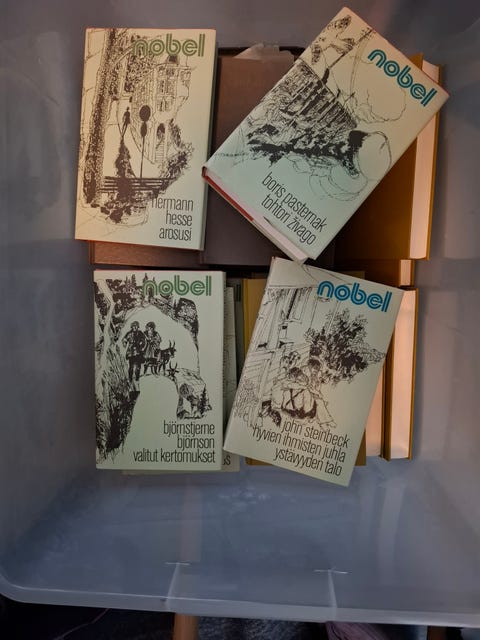 nobel
hermann
hesse
arosusi
nobel
boris pasternak
tohtori živago
nobel
björnstjerne
björnson
valitut kertomukset
nobel
john steinbeck
hyvien ihmisten juhla
ystävyyden talo